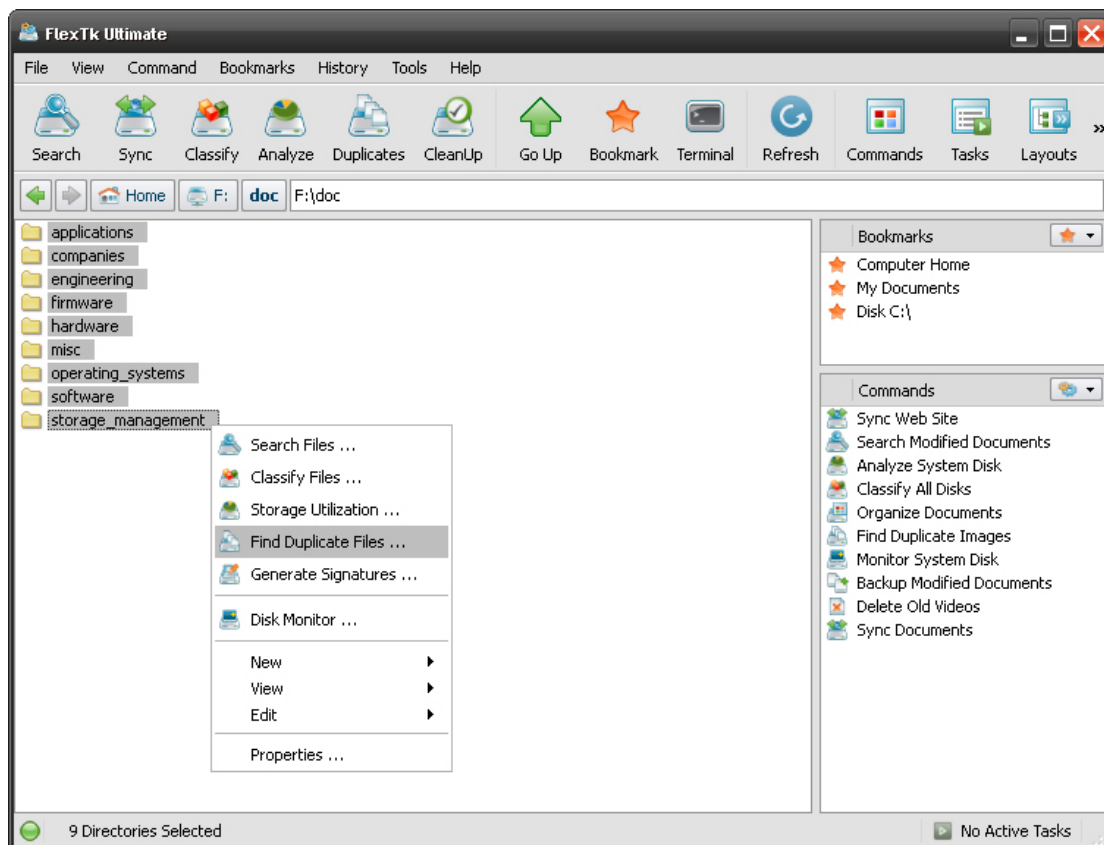 FlexTk Ultimate
File View Command Bookmarks History Tools Help
Search Sync Classify Analyze Duplicates CleanUp Go Up Bookmark Terminal Refresh Commands Tasks Layouts »
Home F: doc F:\doc
applications
companies
engineering
firmware
hardware
misc
operating_systems
software
storage_management
Search Files ...
Classify Files ...
Storage Utilization ...
Find Duplicate Files ...
Generate Signatures ...
Disk Monitor ...
New
View
Edit
Properties ...
Bookmarks
Computer Home
My Documents
Disk C:\
Commands
Sync Web Site
Search Modified Documents
Analyze System Disk
Classify All Disks
Organize Documents
Find Duplicate Images
Monitor System Disk
Backup Modified Documents
Delete Old Videos
Sync Documents
9 Directories Selected
No Active Tasks